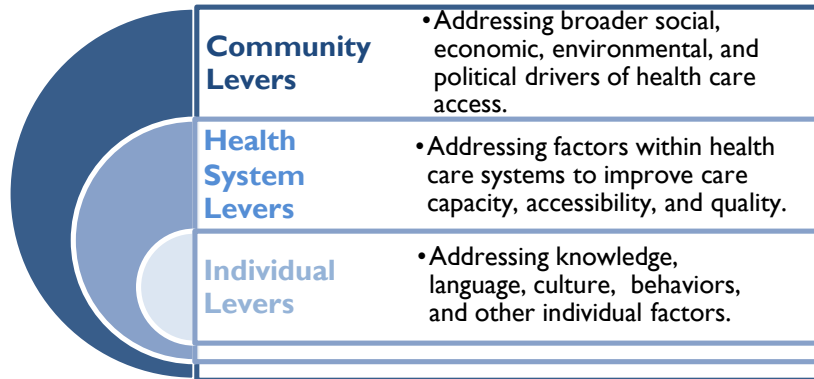 Community
Levers
•Addressing broader social,
economic, environmental, and
political drivers of health care
access.
Health
System
Levers
•Addressing factors within health
care systems to improve care
capacity, accessibility, and quality.
Individual
Levers
•Addressing knowledge,
language, culture, behaviors,
and other individual factors.